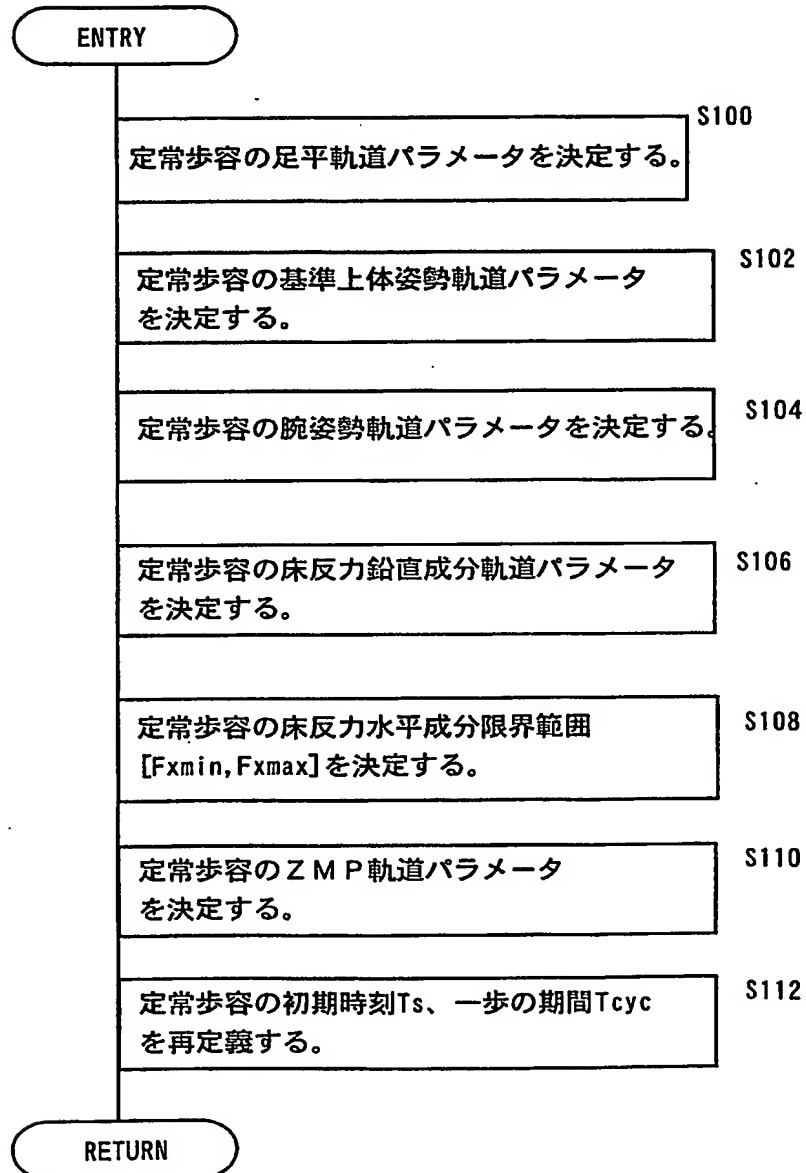 ENTRY
S100
定常歩容の足平軌道パラメータを決定する。
S102
定常歩容の基準上体姿勢軌道パラメータ
を決定する。
S104
定常歩容の腕姿勢軌道パラメータを決定する。
S106
定常歩容の床反力鉛直成分軌道パラメータ
を決定する。
S108
定常歩容の床反力水平成分限界範囲
[Fxmin,Fxmax]を決定する。
S110
定常歩容のZMP軌道パラメータ
を決定する。
S112
定常歩容の初期時刻Ts、一歩の期間Tcyc
を再定義する。
RETURN